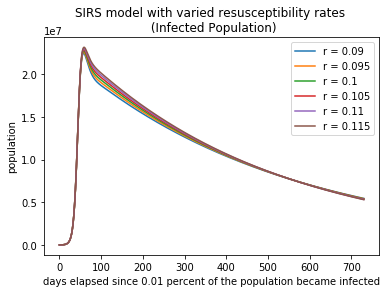 SIRS model with varied resusceptibility rates
(Infected Population)
1e7
r = 0.09
r = 0.095
r = 0.1
r = 0.105
r = 0.11
r = 0.115
population
2.0
1.5
1.0
0.5
0.0
0 100 200 300 400 500 600 700
days elapsed since 0.01 percent of the population became infected